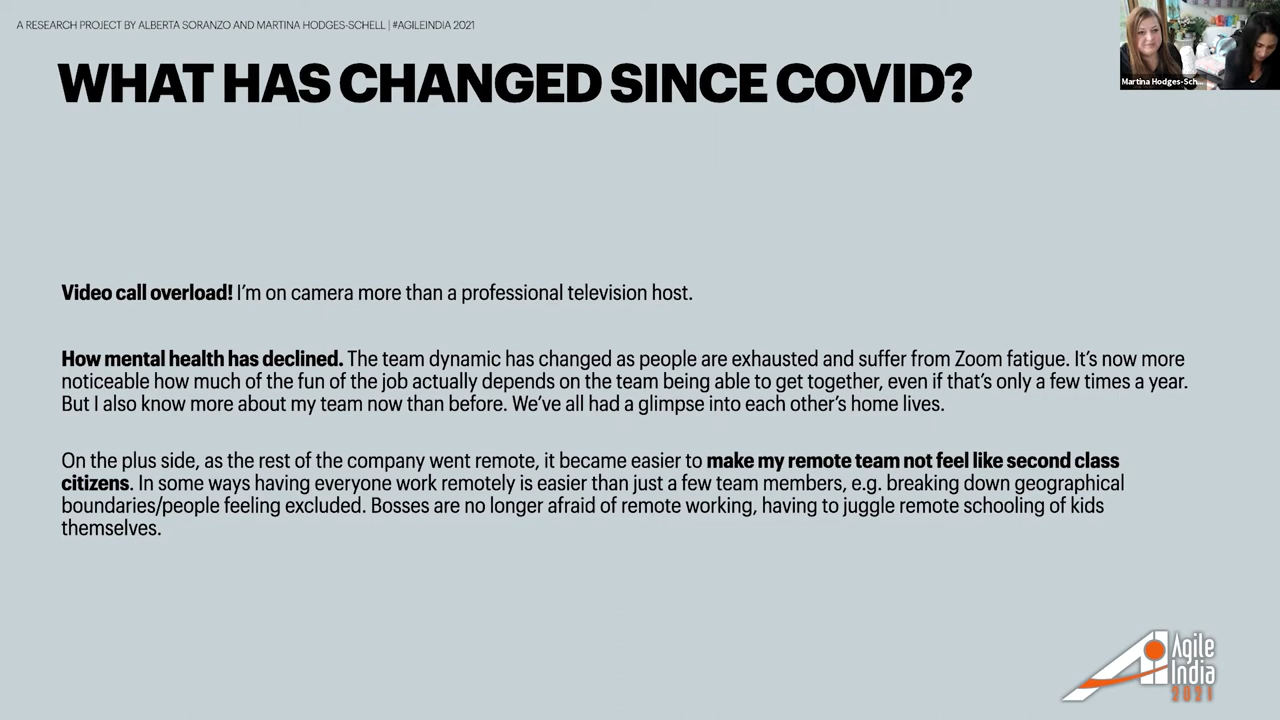 A RESEARCH PROJECT BY ALBERTA SORANZO AND MARTINA HODGES-SCHELL | #AGILEINDIA 2021
WHAT HAS CHANGED SINCE COVID?
Martina Hodges-Sch...
Video call overload! I’m on camera more than a professional television host.
How mental health has declined. The team dynamic has changed as people are exhausted and suffer from Zoom fatigue. It’s now more
noticeable how much of the fun of the job actually depends on the team being able to get together, even if that’s only a few times a year.
But I also know more about my team now than before. We’ve all had a glimpse into each other’s home lives.
On the plus side, as the rest of the company went remote, it became easier to make my remote team not feel like second class
citizens. In some ways having everyone work remotely is easier than just a few team members, e.g. breaking down geographical
boundaries/people feeling excluded. Bosses are no longer afraid of remote working, having to juggle remote schooling of kids
themselves.
Agile
India
2021